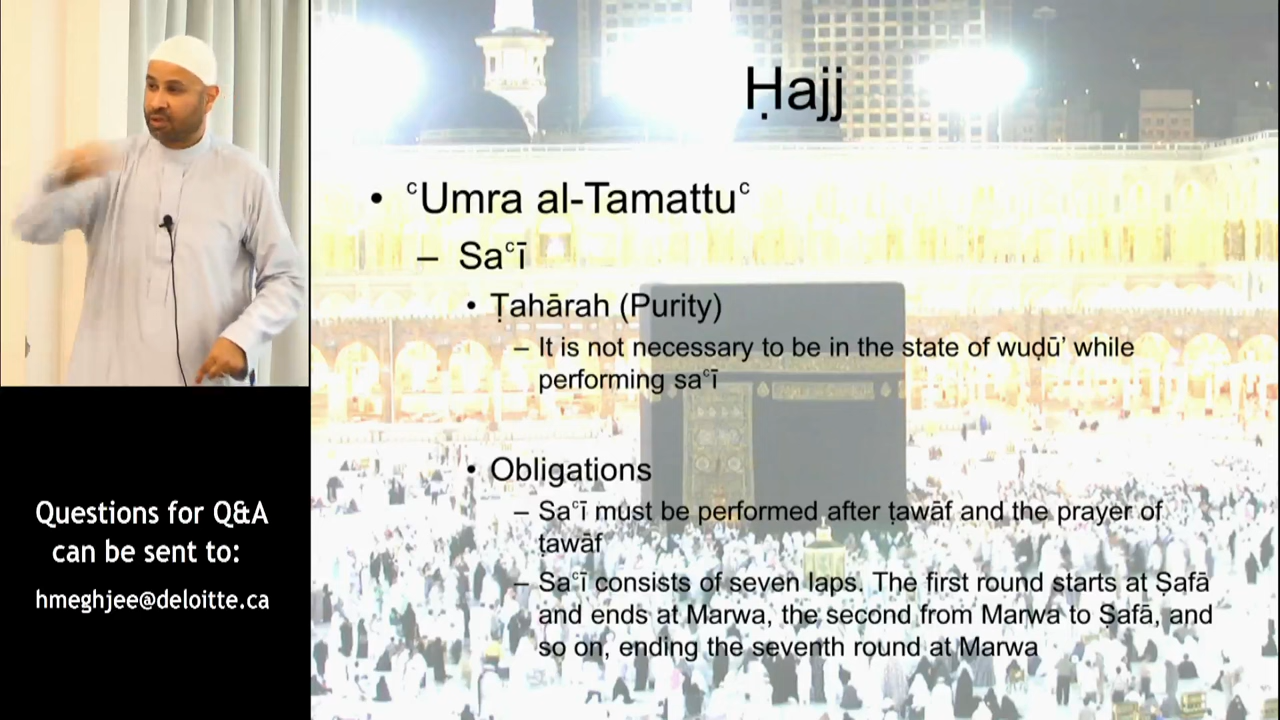 Ḥajj
• ᶜUmra al-Tamattuᶜ
– Saᶜī
• Ṭahārah (Purity)
– It is not necessary to be in the state of wuḍū’ while
performing saᶜī
• Obligations
– Saᶜī must be performed after ṭawāf and the prayer of
ṭawāf
– Saᶜī consists of seven laps. The first round starts at Ṣafā
and ends at Marwa, the second from Marwa to Ṣafā, and
so on, ending the seventh round at Marwa
Questions for Q&A
can be sent to:
hmeghjee@deloitte.ca